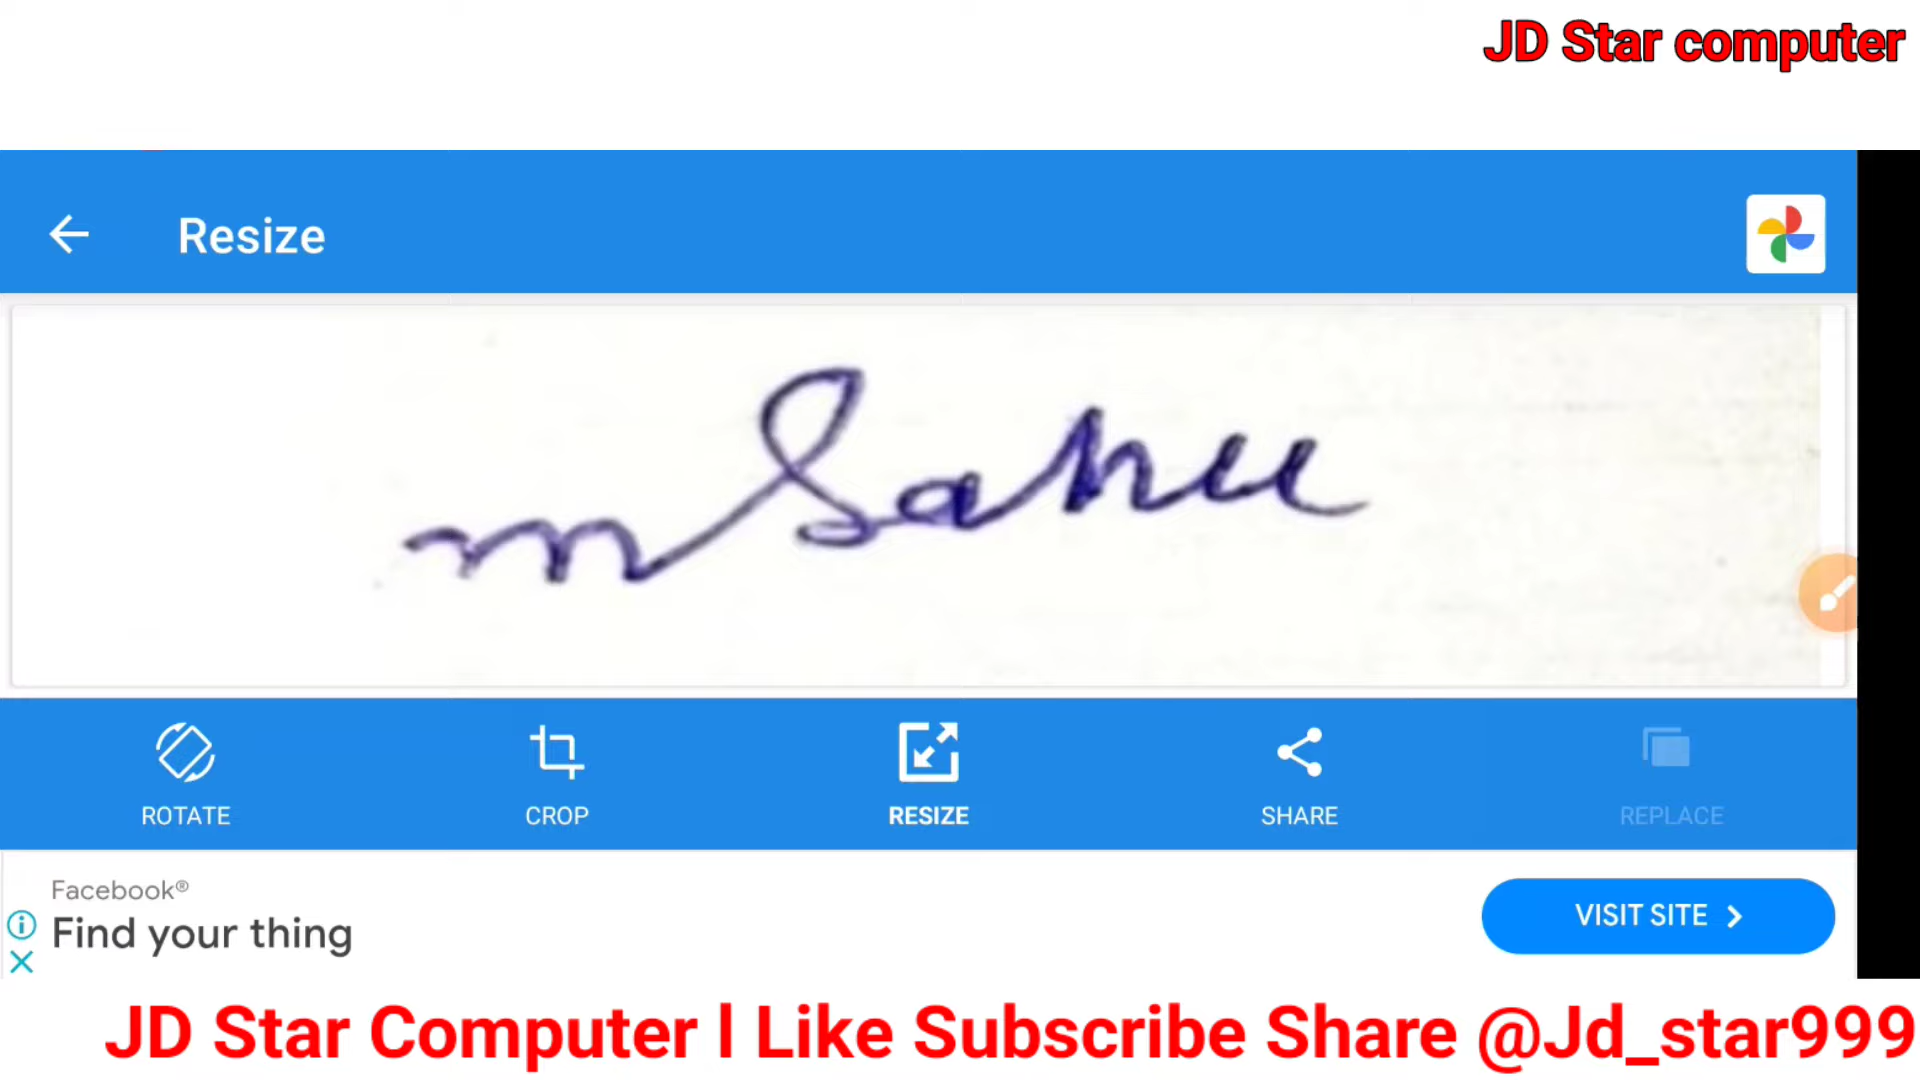 JD Star computer
Resize
m Sahu
ROTATE CROP RESIZE SHARE REPLACE
Facebook®
Find your thing
VISIT SITE
JD Star Computer l Like Subscribe Share @Jd_star999